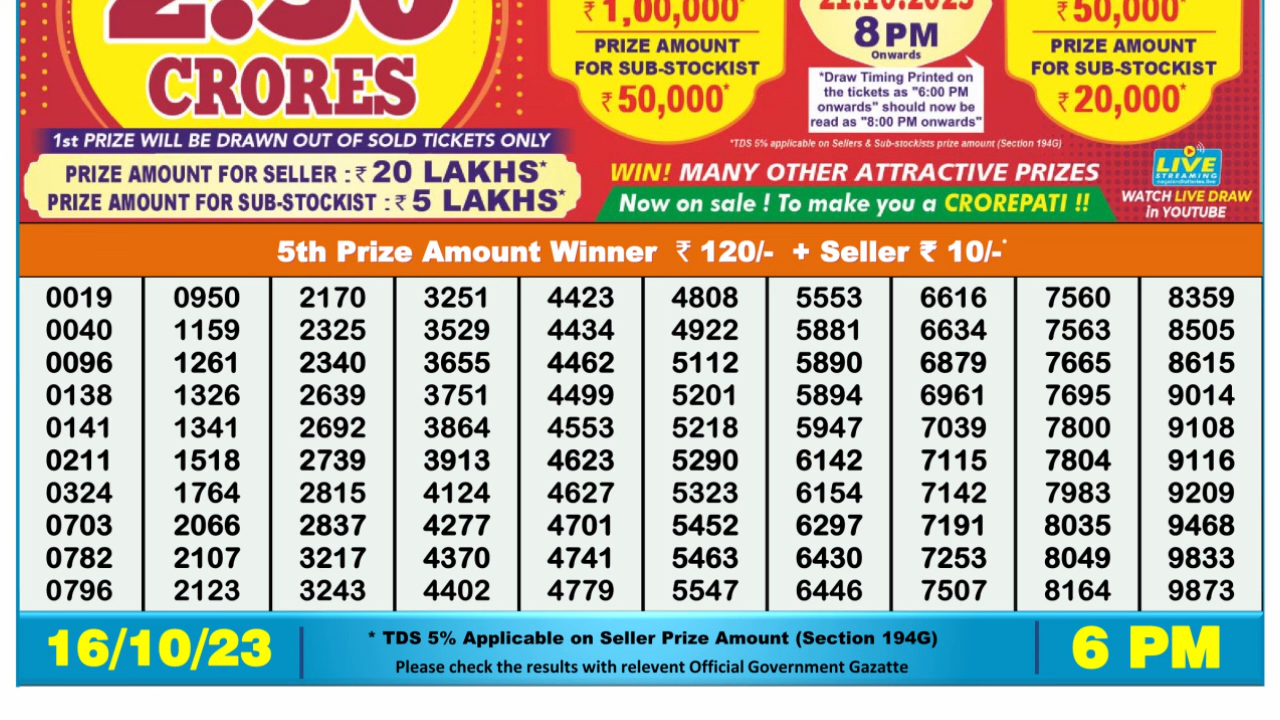 2.50
CRORES
1st PRIZE WILL BE DRAWN OUT OF SOLD TICKETS ONLY
PRIZE AMOUNT FOR SELLER : ₹ 20 LAKHS*
PRIZE AMOUNT FOR SUB-STOCKIST : ₹ 5 LAKHS*
₹ 1,00,000*
PRIZE AMOUNT
FOR SUB-STOCKIST
₹ 50,000*
21.10.2023
8 PM
Onwards
*Draw Timing Printed on
the tickets as "6:00 PM
onwards" should now be
read as "8:00 PM onwards"
₹ 50,000*
PRIZE AMOUNT
FOR SUB-STOCKIST
₹ 20,000*
*TDS 5% applicable on Sellers & Sub-stockists prize amount (Section 194G)
WIN! MANY OTHER ATTRACTIVE PRIZES
Now on sale ! To make you a CROREPATI !!
LIVE
STREAMING
WATCH LIVE DRAW
in YOUTUBE
5th Prize Amount Winner ₹ 120/- + Seller ₹ 10/-*
0019 0950 2170 3251 4423 4808 5553 6616 7560 8359
0040 1159 2325 3529 4434 4922 5881 6634 7563 8505
0096 1261 2340 3655 4462 5112 5890 6879 7665 8615
0138 1326 2639 3751 4499 5201 5894 6961 7695 9014
0141 1341 2692 3864 4553 5218 5947 7039 7800 9108
0211 1518 2739 3913 4623 5290 6142 7115 7804 9116
0324 1764 2815 4124 4627 5323 6154 7142 7983 9209
0703 2066 2837 4277 4701 5452 6297 7191 8035 9468
0782 2107 3217 4370 4741 5463 6430 7253 8049 9833
0796 2123 3243 4402 4779 5547 6446 7507 8164 9873
16/10/23
* TDS 5% Applicable on Seller Prize Amount (Section 194G)
Please check the results with relevent Official Government Gazatte
6 PM